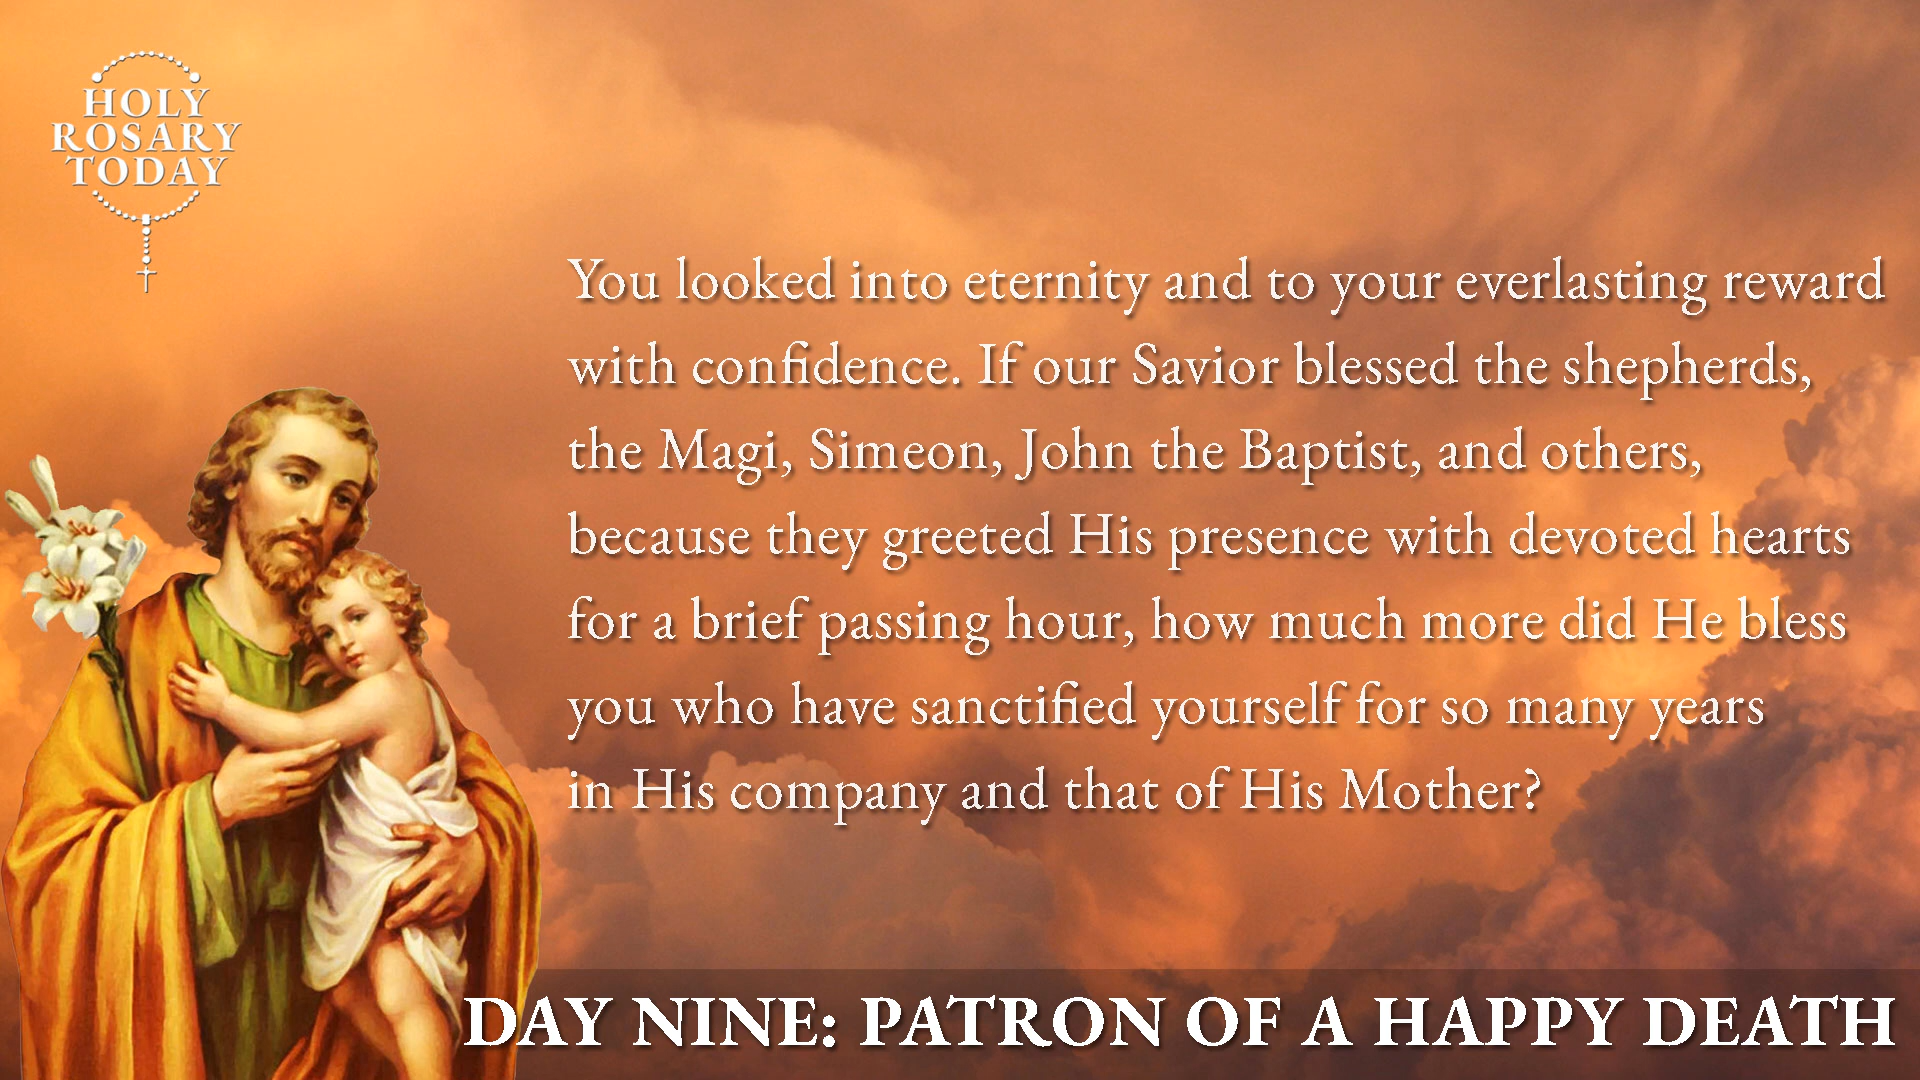 HOLY
ROSARY
TODAY
You looked into eternity and to your everlasting reward
with confidence. If our Savior blessed the shepherds,
the Magi, Simeon, John the Baptist, and others,
because they greeted His presence with devoted hearts
for a brief passing hour, how much more did He bless
you who have sanctified yourself for so many years
in His company and that of His Mother?
DAY NINE: PATRON OF A HAPPY DEATH